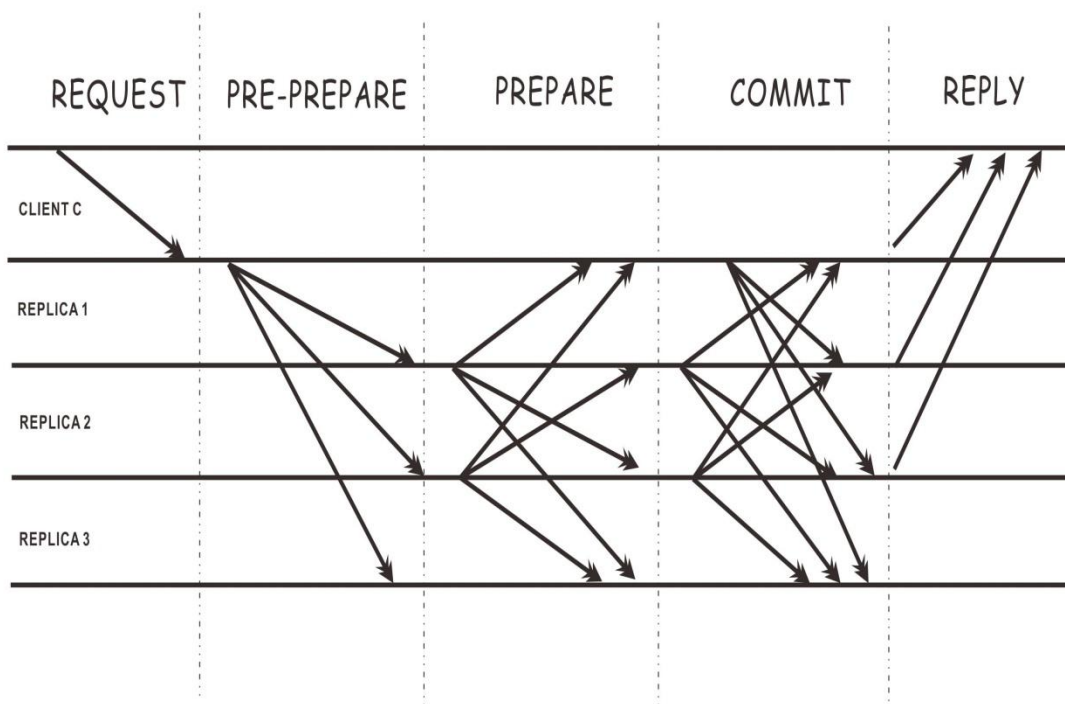 REQUEST PRE-PREPARE PREPARE COMMIT REPLY
CLIENT C
REPLICA 1
REPLICA 2
REPLICA 3